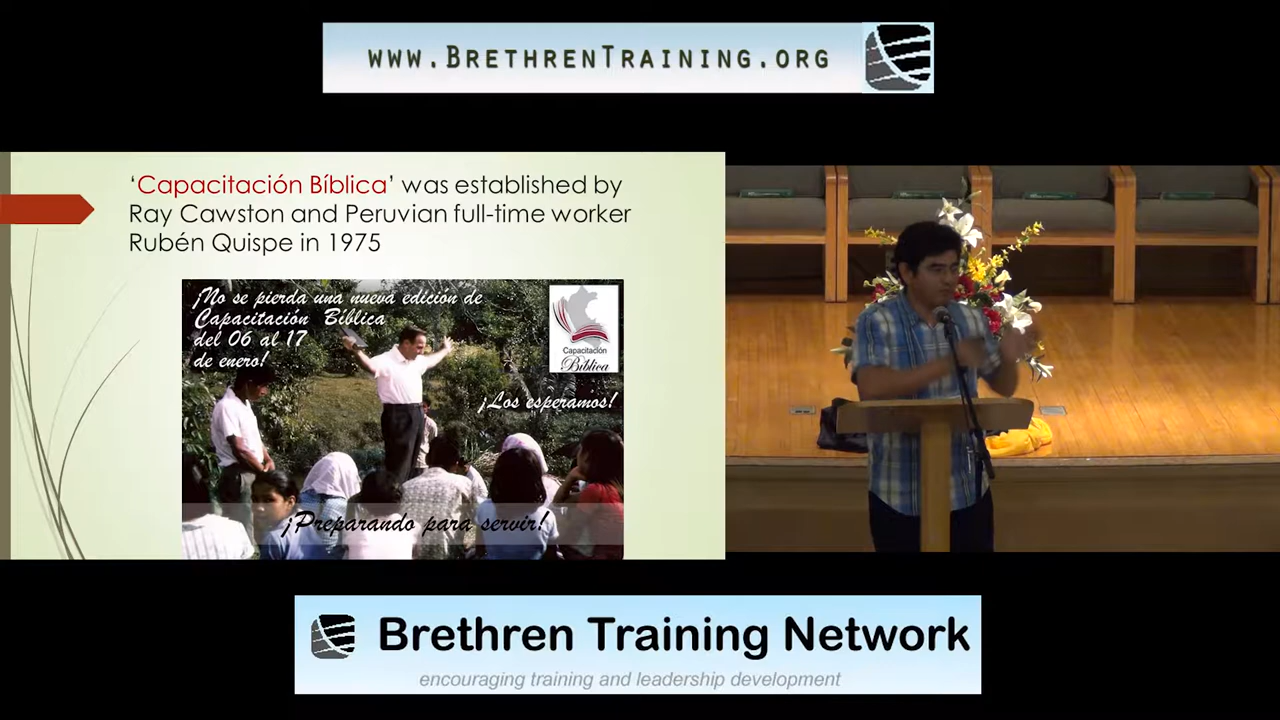 www.BrethrenTraining.org
‘Capacitación Bíblica’ was established by
Ray Cawston and Peruvian full-time worker
Rubén Quispe in 1975
¡No se pierda una nueva edición de
Capacitación Bíblica
del 06 al 17
de enero!
Capacitación
Bíblica
¡Los esperamos!
¡Preparando para servir!
Brethren Training Network
encouraging training and leadership development